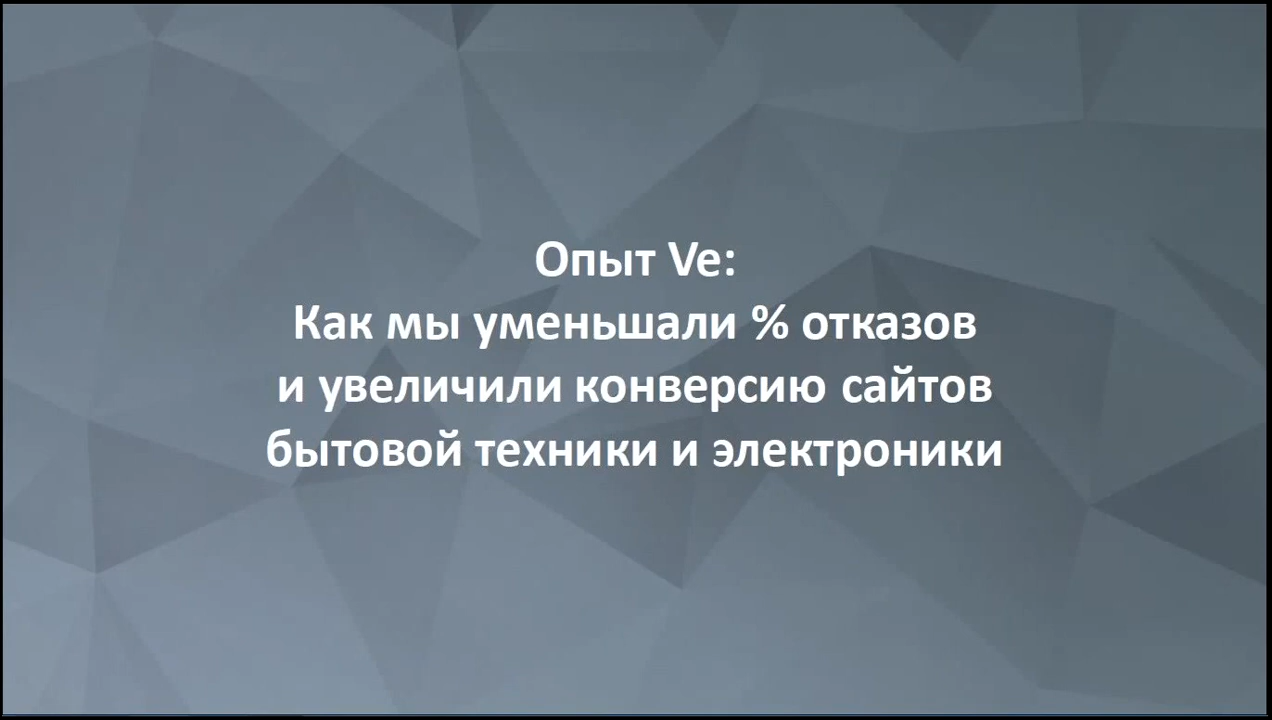 Опыт Ve:
Как мы уменьшали % отказов
и увеличили конверсию сайтов
бытовой техники и электроники